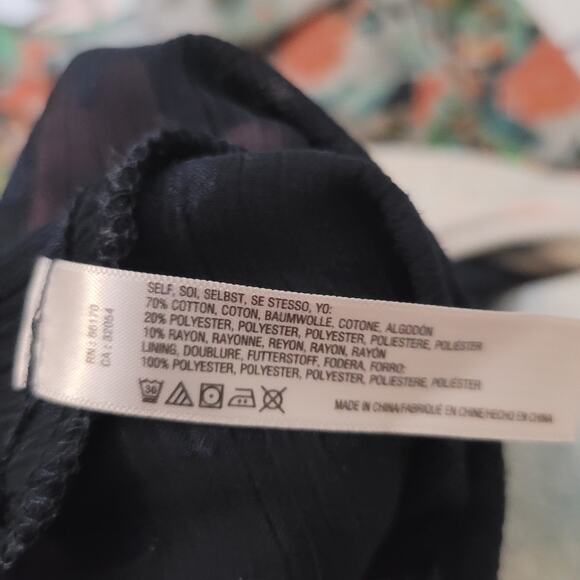 SELF, SOI, SELBST, SE STESSO, YO:
70% COTTON, COTON, BAUMWOLLE, COTONE, ALGODÓN
20% POLYESTER, POLYESTER, POLYESTER, POLIESTERE, POLIÉSTER
10% RAYON, RAYONNE, REYON, RAYON, RAYÓN
LINING, DOUBLURE, FUTTERSTOFF, FODERA, FORRO:
100% POLYESTER, POLYESTER, POLYESTER, POLIESTERE, POLIÉSTER
30
MADE IN CHINA/FABRIQUÉ EN CHINE/HECHO EN CHINA
RN: 86170
CA: 32054